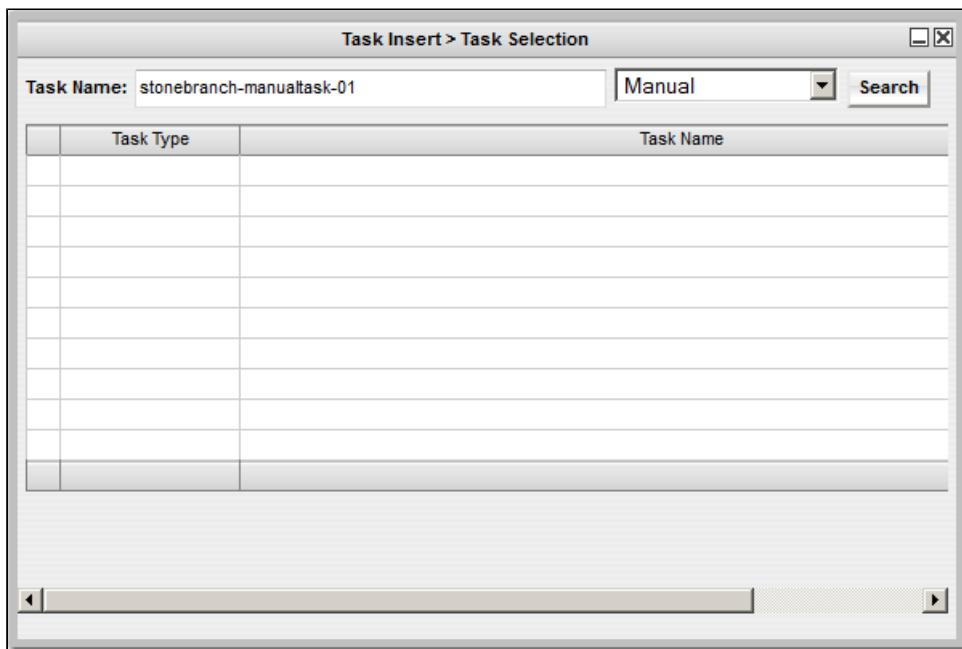 Task Insert > Task Selection
Task Name: stonebranch-manualtask-01 Manual Search
Task Type Task Name